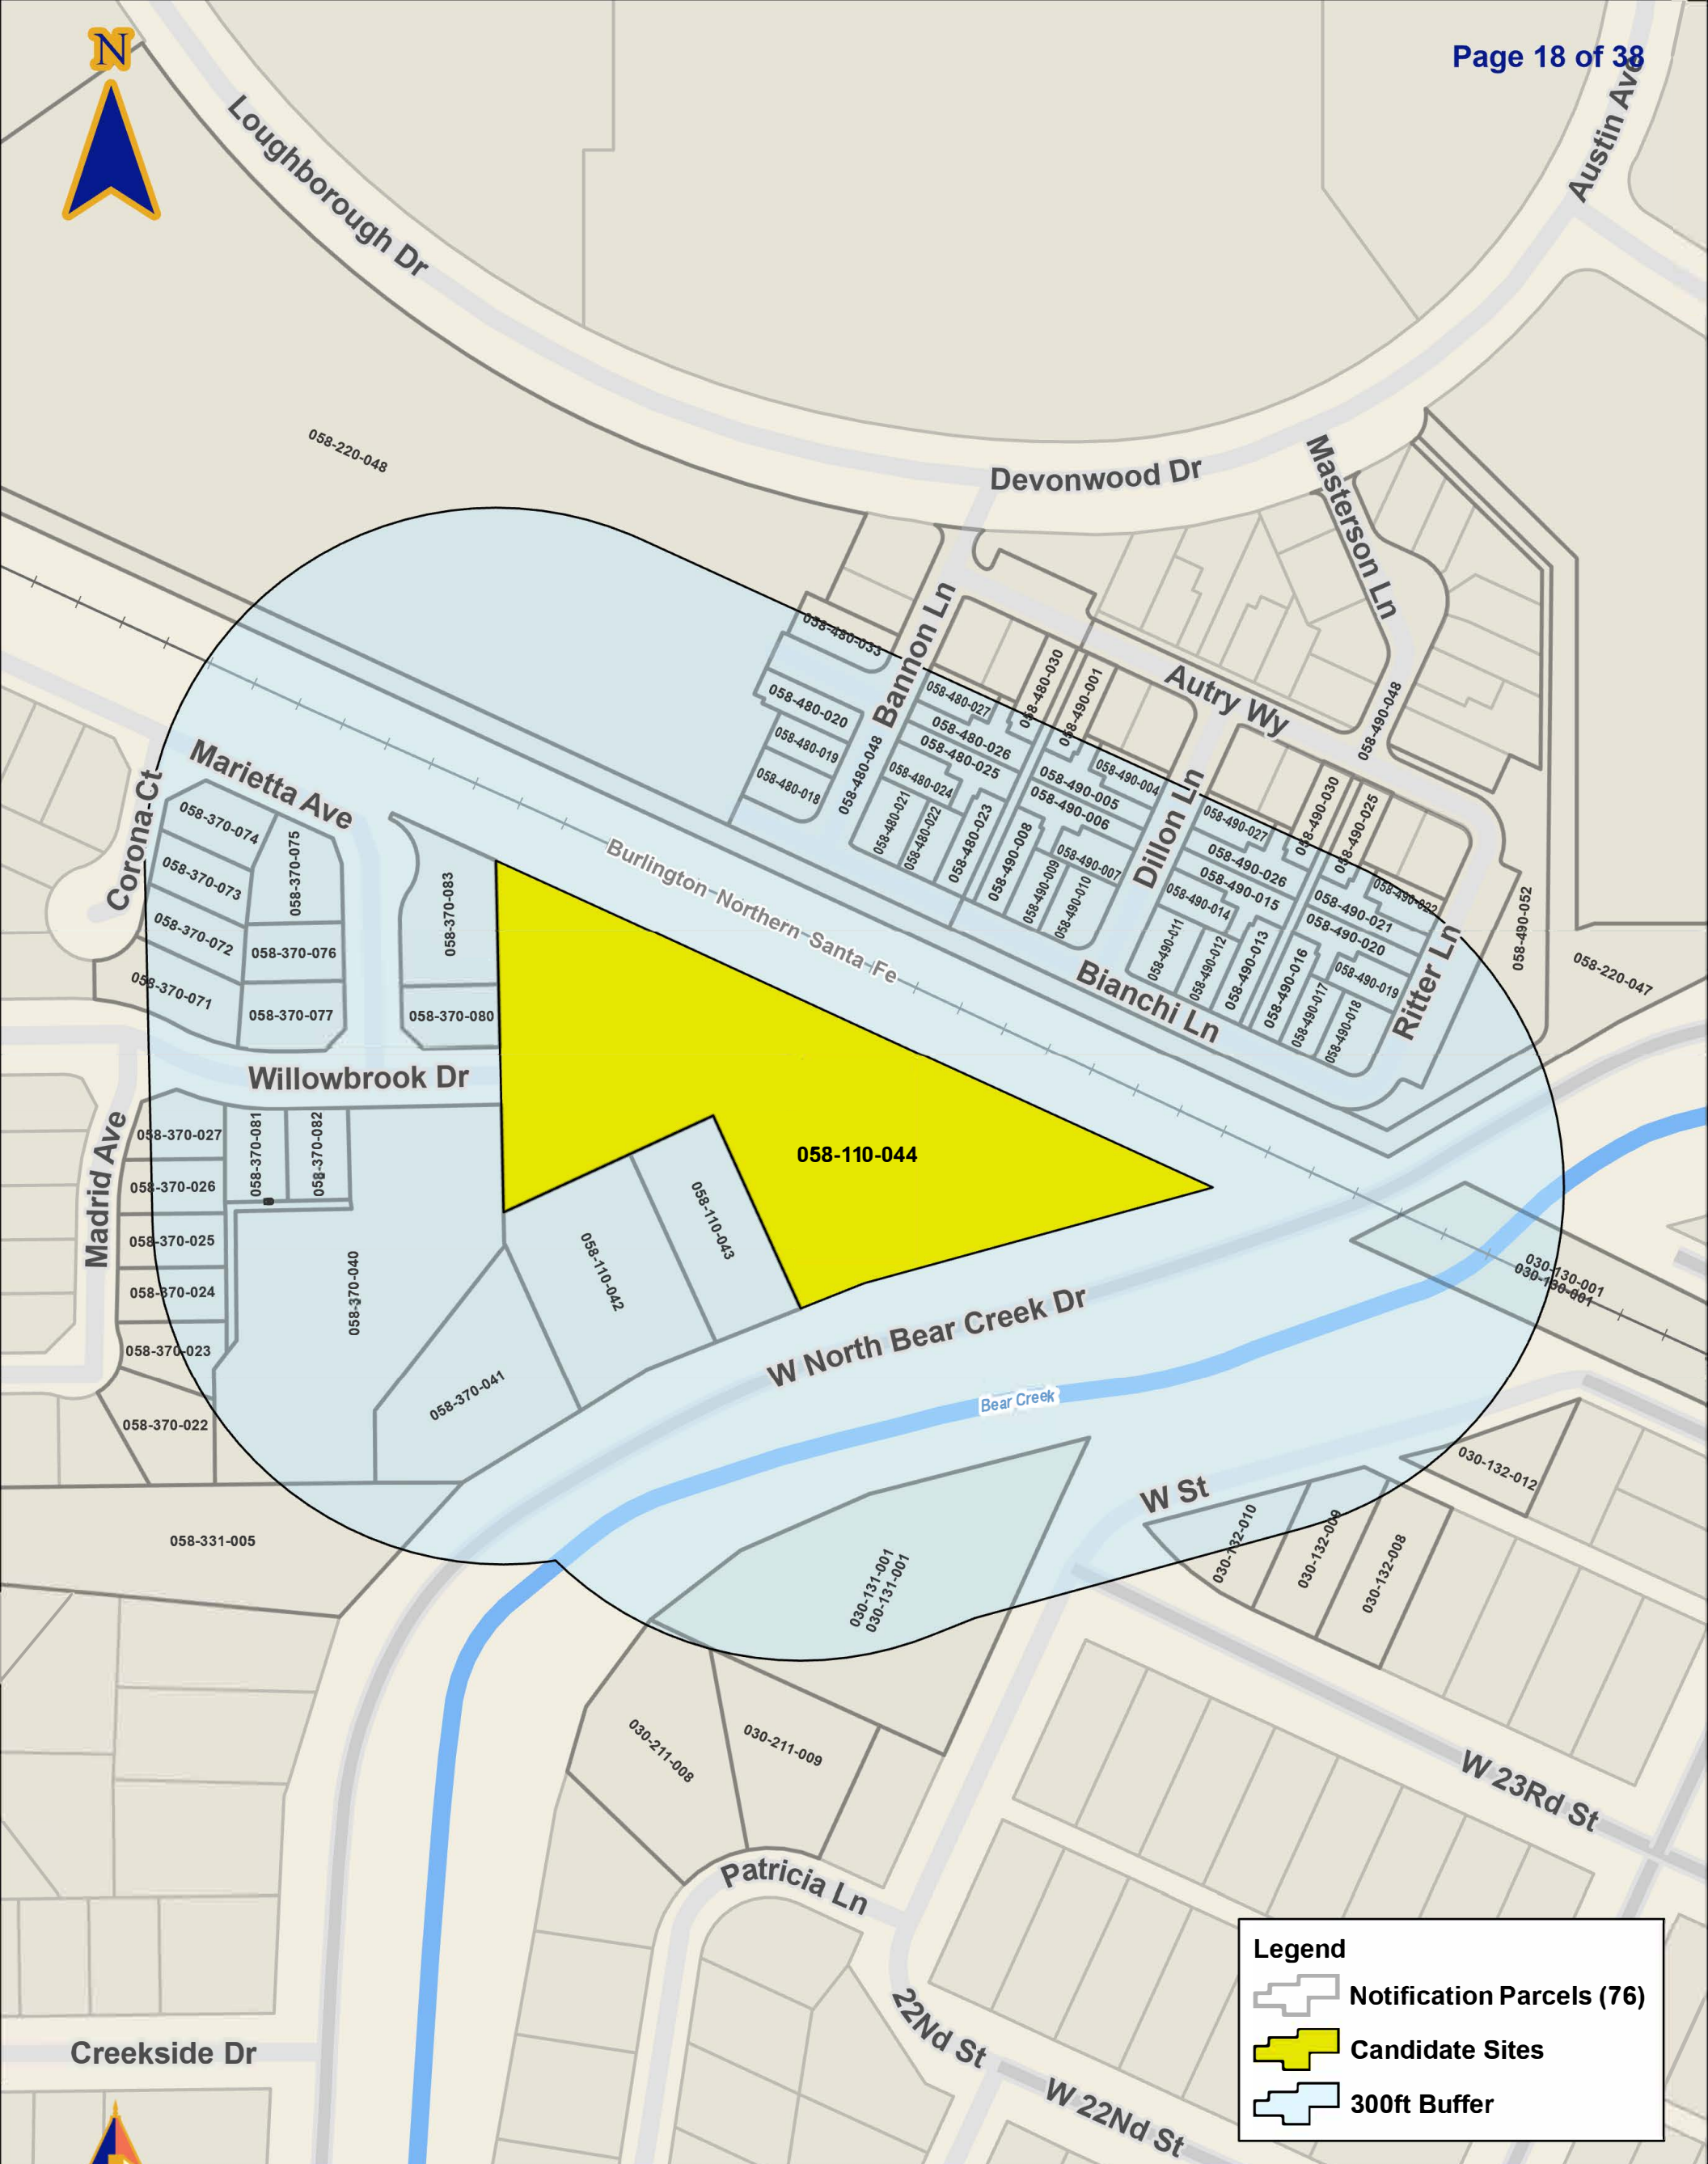 N
Page 18 of 38
Austin Ave
Loughborough Dr
058-220-048
Devonwood Dr
Masterson Ln
Bannon Ln
Autry Wy
058-490-048
058-480-033
058-480-020
058-480-019
058-480-018
058-480-048
058-480-027
058-480-026
058-480-025
058-480-024
058-480-021
058-480-022
058-480-023
058-480-030
058-490-001
058-490-004
058-490-005
058-490-006
058-490-007
058-490-008
058-490-009
058-490-010
Dillon Ln
058-490-027
058-490-026
058-490-015
058-490-014
058-490-011
058-490-012
058-490-013
058-490-030
058-490-025
058-490-022
058-490-021
058-490-020
058-490-019
058-490-016
058-490-017
058-490-018
Ritter Ln
058-490-052
058-220-047
Bianchi Ln
Burlington Northern Santa Fe
Marietta Ave
Corona Ct
058-370-074
058-370-075
058-370-073
058-370-072
058-370-076
058-370-071
058-370-077
058-370-083
058-370-080
Willowbrook Dr
Madrid Ave
058-370-027
058-370-081
058-370-082
058-370-026
058-370-025
058-370-024
058-370-023
058-370-022
058-370-040
058-370-041
058-110-042
058-110-043
058-110-044
W North Bear Creek Dr
Bear Creek
030-130-001
030-130-001
W St
030-132-012
030-132-010
030-132-009
030-132-008
030-131-001
030-131-001
058-331-005
030-211-008
030-211-009
W 23Rd St
Patricia Ln
22Nd St
W 22Nd St
Creekside Dr
Legend
Notification Parcels (76)
Candidate Sites
300ft Buffer